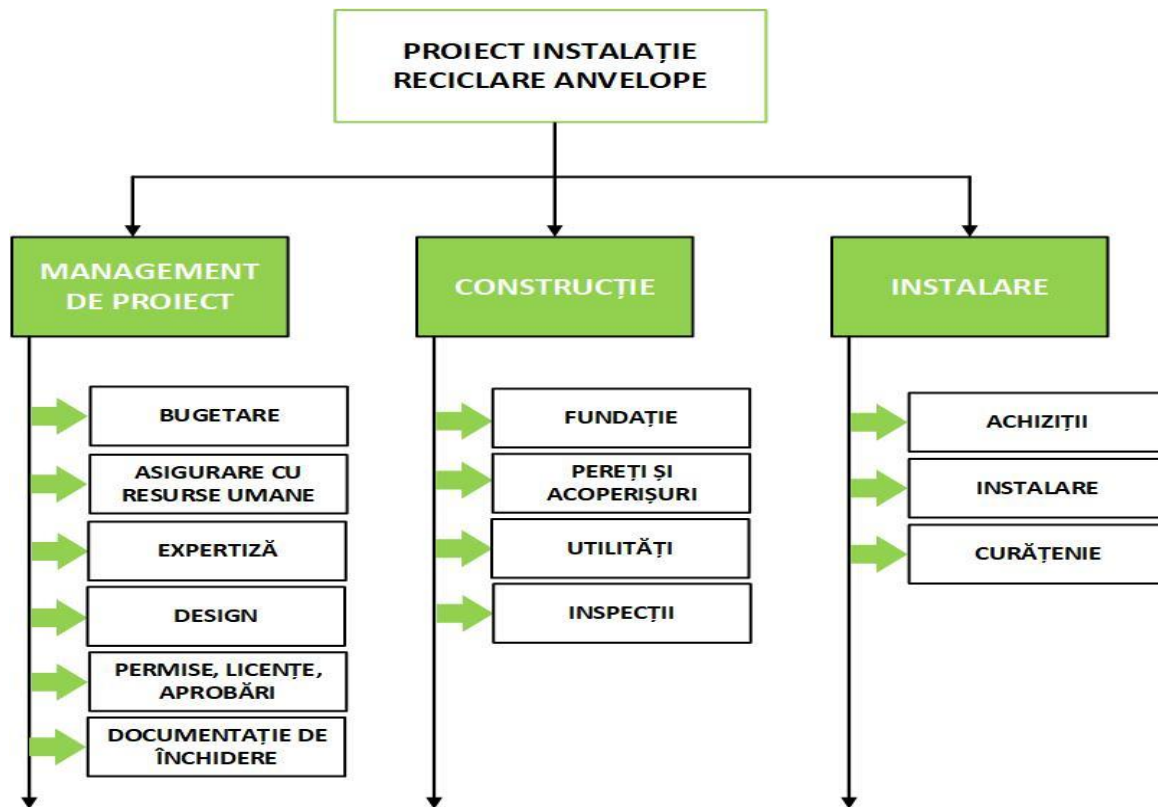 PROIECT INSTALAȚIE
RECICLARE ANVELOPE
MANAGEMENT
DE PROIECT
BUGETARE
ASIGURARE CU
RESURSE UMANE
EXPERTIZĂ
DESIGN
PERMISE, LICENȚE,
APROBĂRI
DOCUMENTAȚIE DE
ÎNCHIDERE
CONSTRUCȚIE
FUNDAȚIE
PEREȚI ȘI
ACOPERIȘURI
UTILITĂȚI
INSPECȚII
INSTALARE
ACHIZIȚII
INSTALARE
CURĂȚENIE